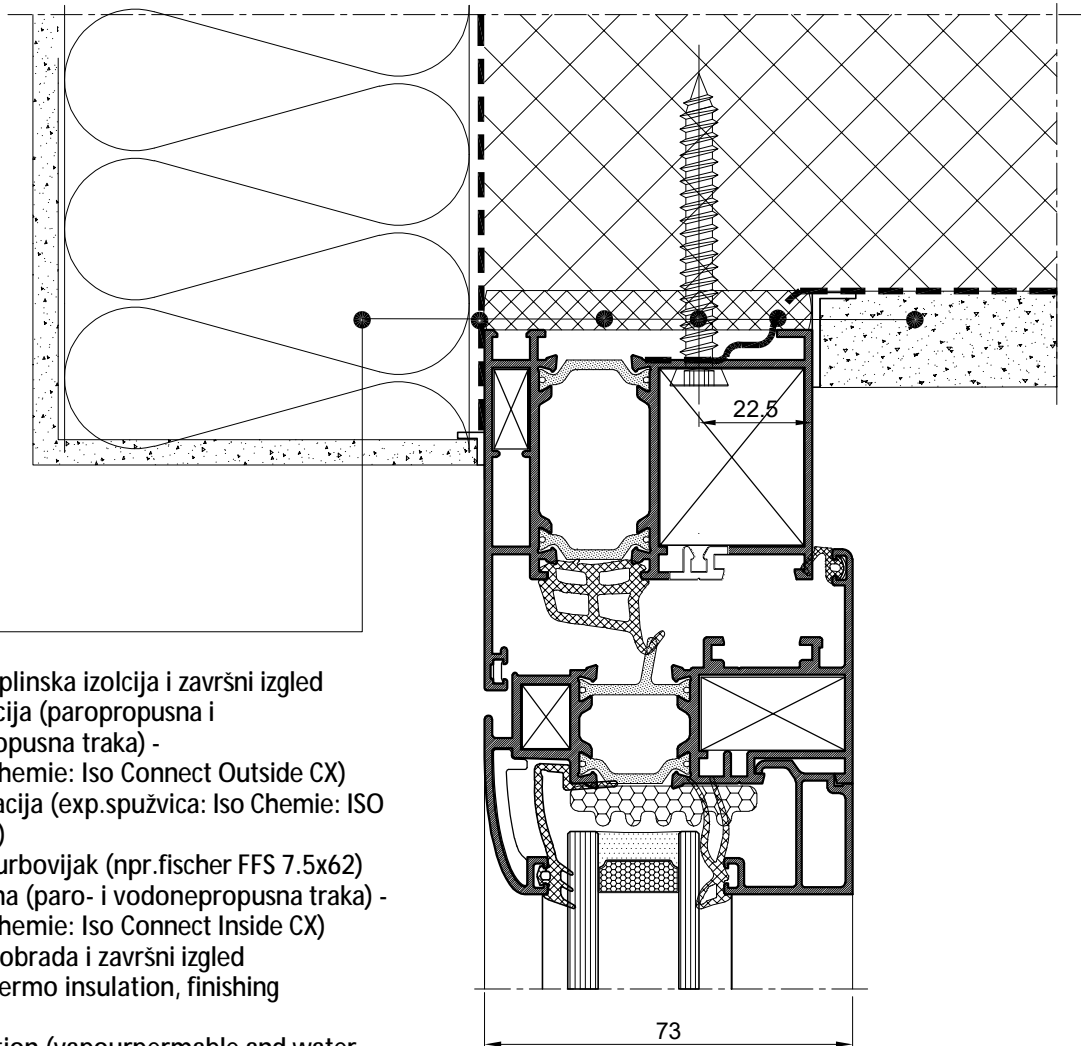 22.5
plinska izolcija i završni izgled
cija (paropropusna i
opusna traka) -
hemie: Iso Connect Outside CX)
acija (exp.spužvica: Iso Chemie: ISO
)
urbovijak (npr.fischer FFS 7.5x62)
na (paro- i vodonepropusna traka) -
hemie: Iso Connect Inside CX)
obrada i završni izgled
ermo insulation, finishing
tion (vapourpermable and water
73